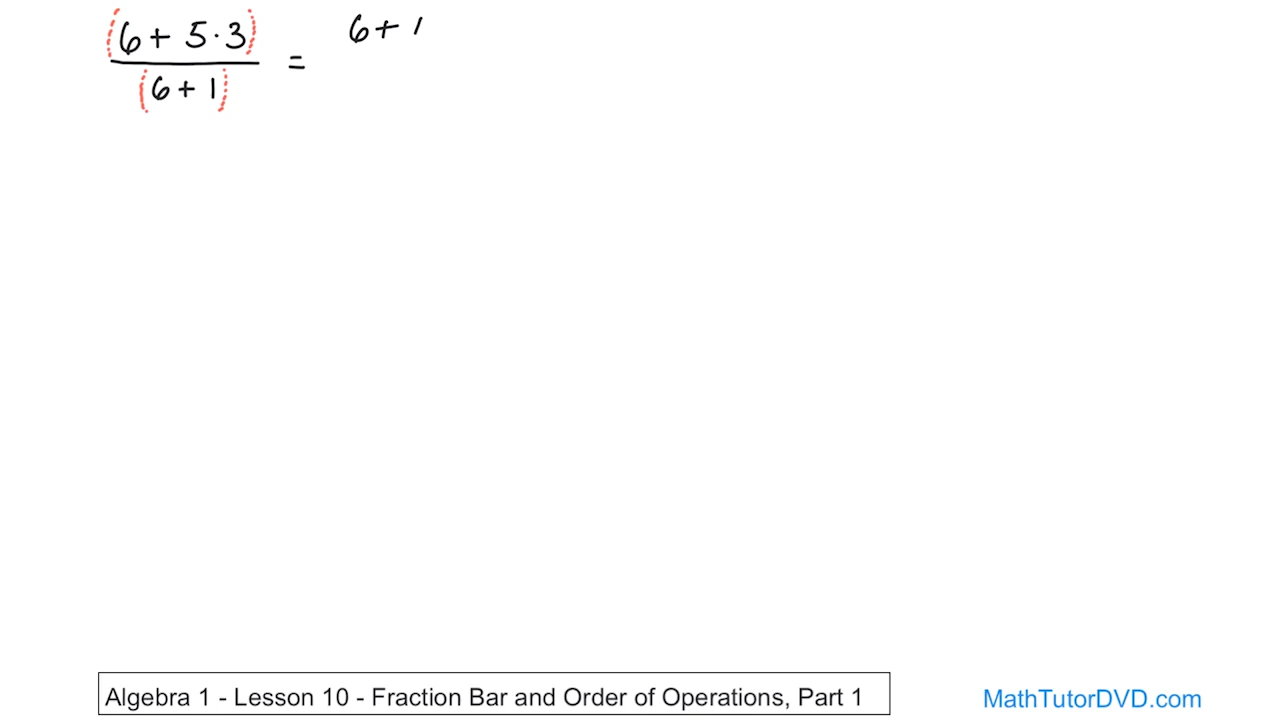 (6 + 5·3) 6 + 1
=
(6 + 1)
Algebra 1 - Lesson 10 - Fraction Bar and Order of Operations, Part 1
MathTutorDVD.com